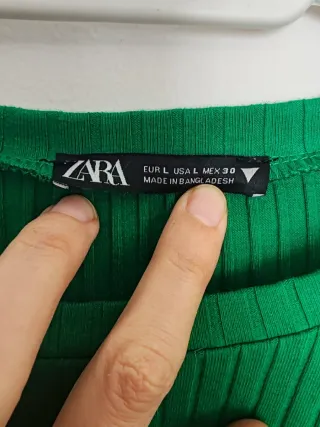 ZARA
EUR L USA L MEX 30
MADE IN BANGLADESH